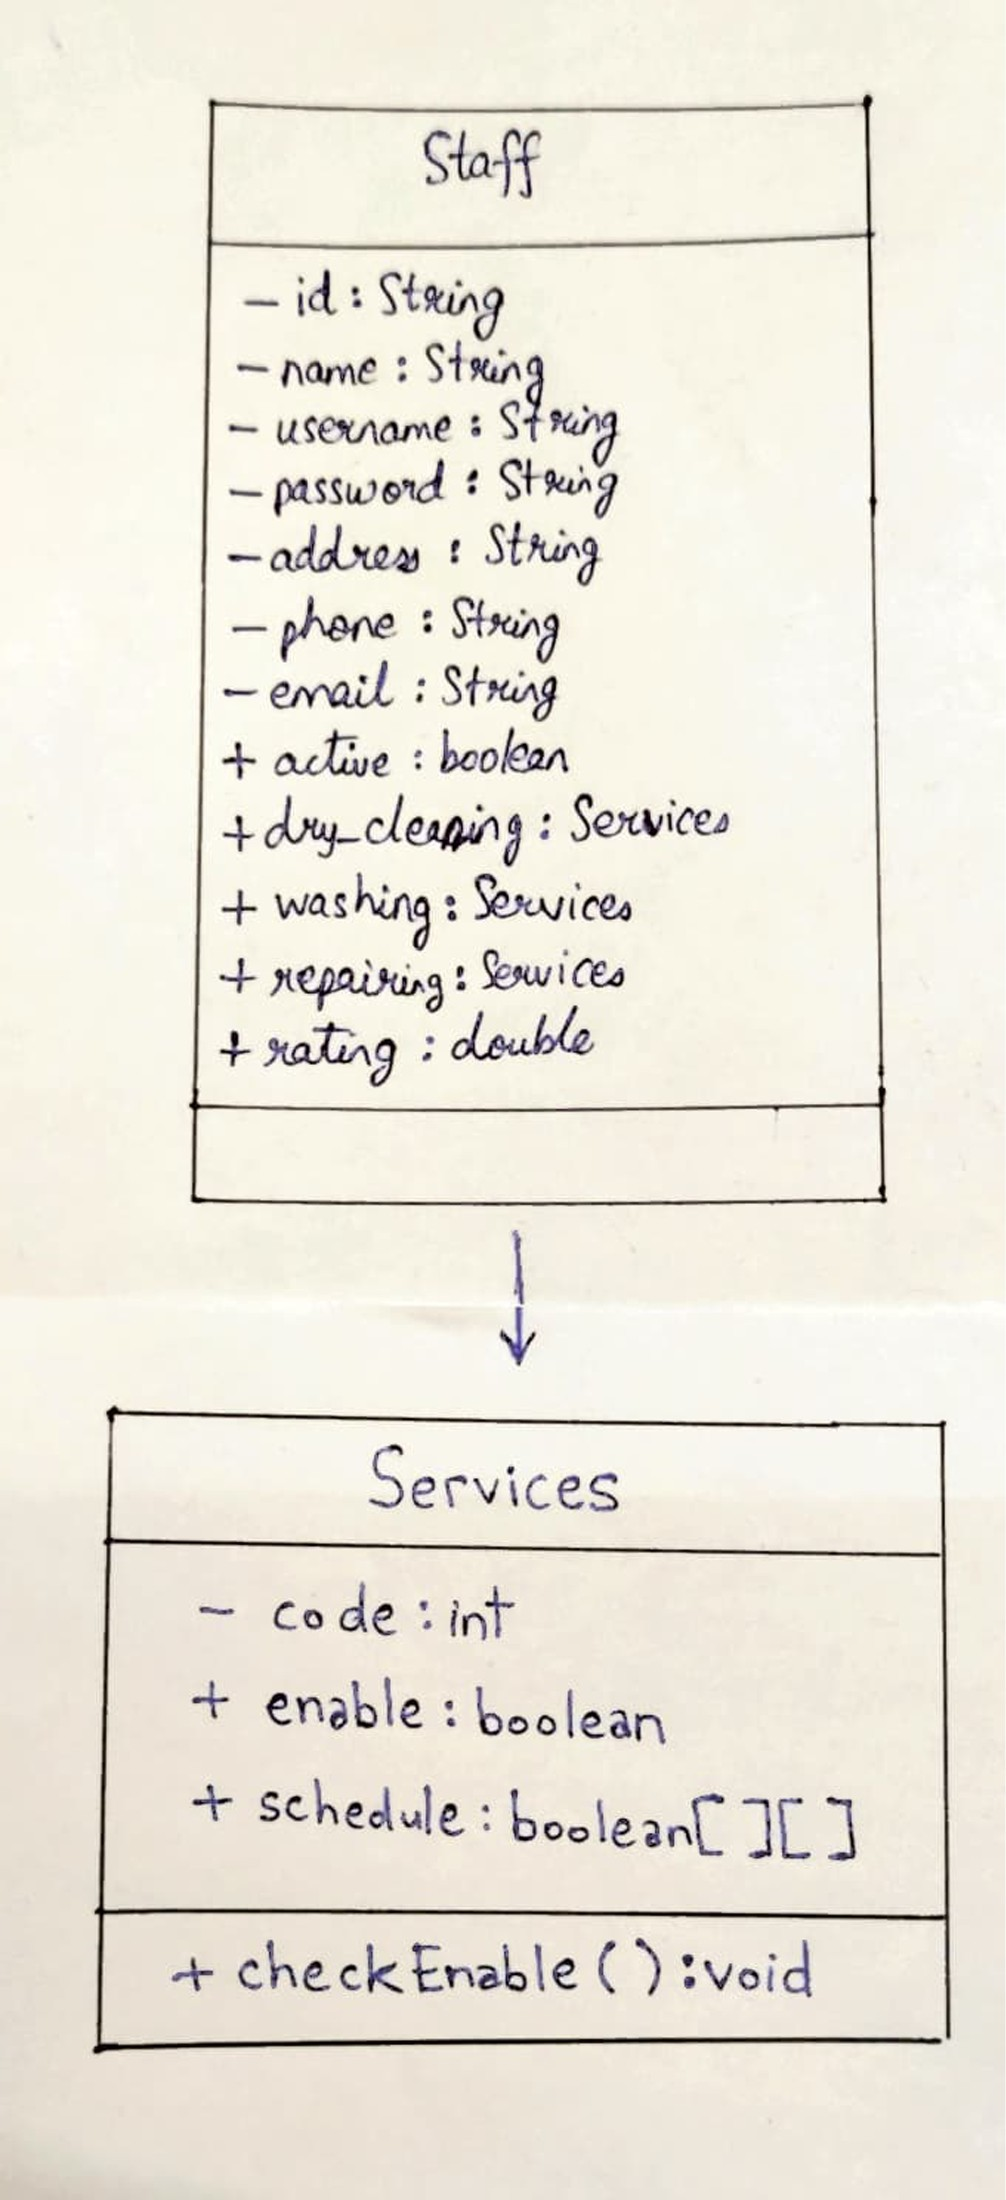 Staff
- id : String
- name : String
- username : String
- password : String
- address : String
- phone : String
- email : String
+ active : boolean
+ dry_cleaning : Services
+ washing : Services
+ repairing : Services
+ rating : double
Services
- code : int
+ enable : boolean
+ schedule : boolean[ ][ ]
+ checkEnable ( ) : void